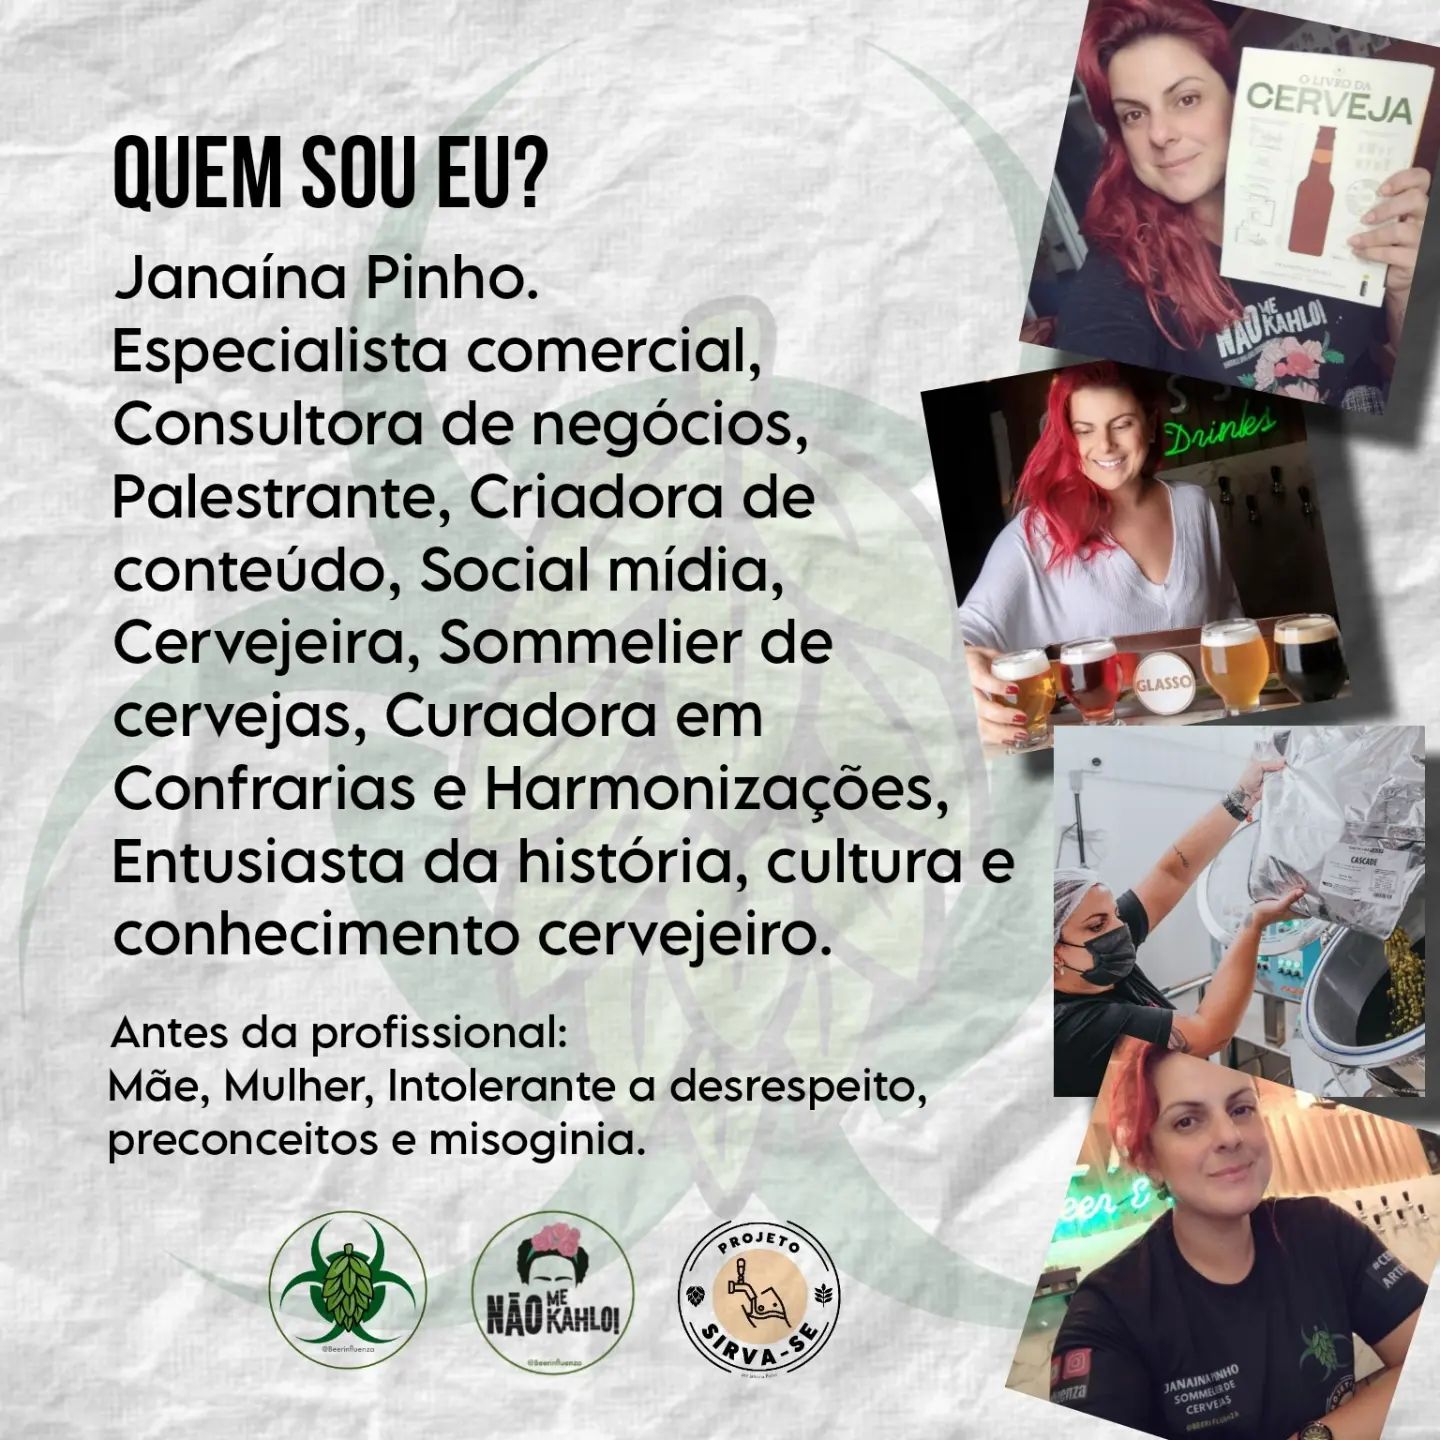 QUEM SOU EU?
Janaína Pinho.
Especialista comercial,
Consultora de negócios,
Palestrante, Criadora de
conteúdo, Social mídia,
Cervejeira, Sommelier de
cervejas, Curadora em
Confrarias e Harmonizações,
Entusiasta da história, cultura e
conhecimento cervejeiro.
Antes da profissional:
Mãe, Mulher, Intolerante a desrespeito,
preconceitos e misoginia.
@Beerinfluenza
NÃO ME KAHLO!
@Beerinfluenza
PROJETO
SIRVA-SE
O LIVRO DA
CERVEJA
NÃO ME KAHLO!
Drinks
GLASSO
CASCADE
JANAINA PINHO
SOMMELIER DE
CERVEJAS
@BEERINFLUENZA